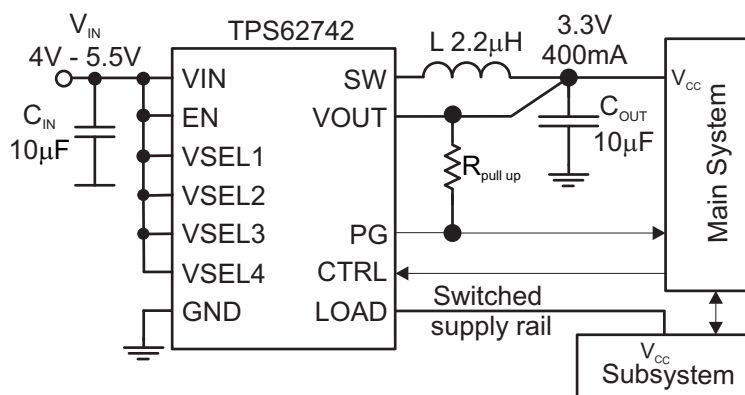 TPS62742
V_IN
4V - 5.5V
C_IN
10μF
VIN
EN
VSEL1
VSEL2
VSEL3
VSEL4
GND
SW
VOUT
PG
CTRL
LOAD
L 2.2μH
3.3V
400mA
R_pull up
C_OUT
10μF
V_CC
Main System
Switched
supply rail
V_CC
Subsystem